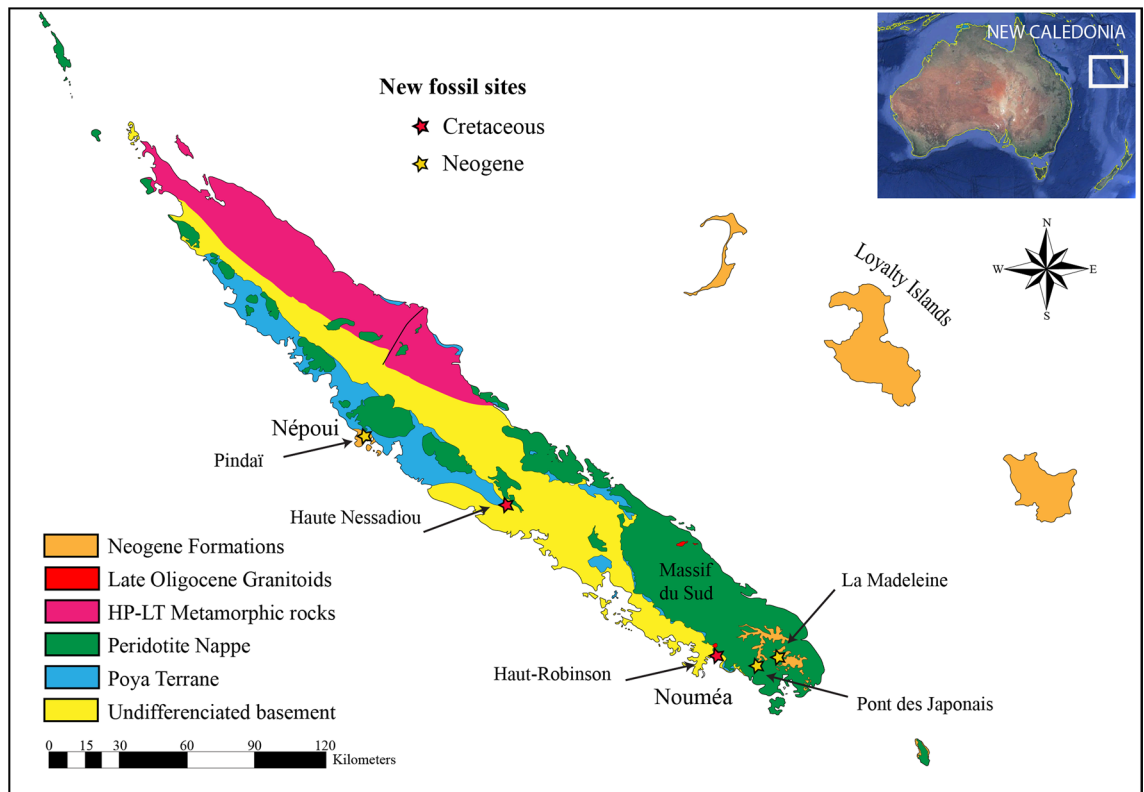 NEW CALEDONIA
New fossil sites
Cretaceous
Neogene
N
W
E
S
Loyalty Islands
Népoui
Pindaï
Haute Nessadiou
Massif
du Sud
La Madeleine
Haut-Robinson
Nouméa
Pont des Japonais
Neogene Formations
Late Oligocene Granitoids
HP-LT Metamorphic rocks
Peridotite Nappe
Poya Terrane
Undifferenciated basement
0 15 30 60 90 120
Kilometers